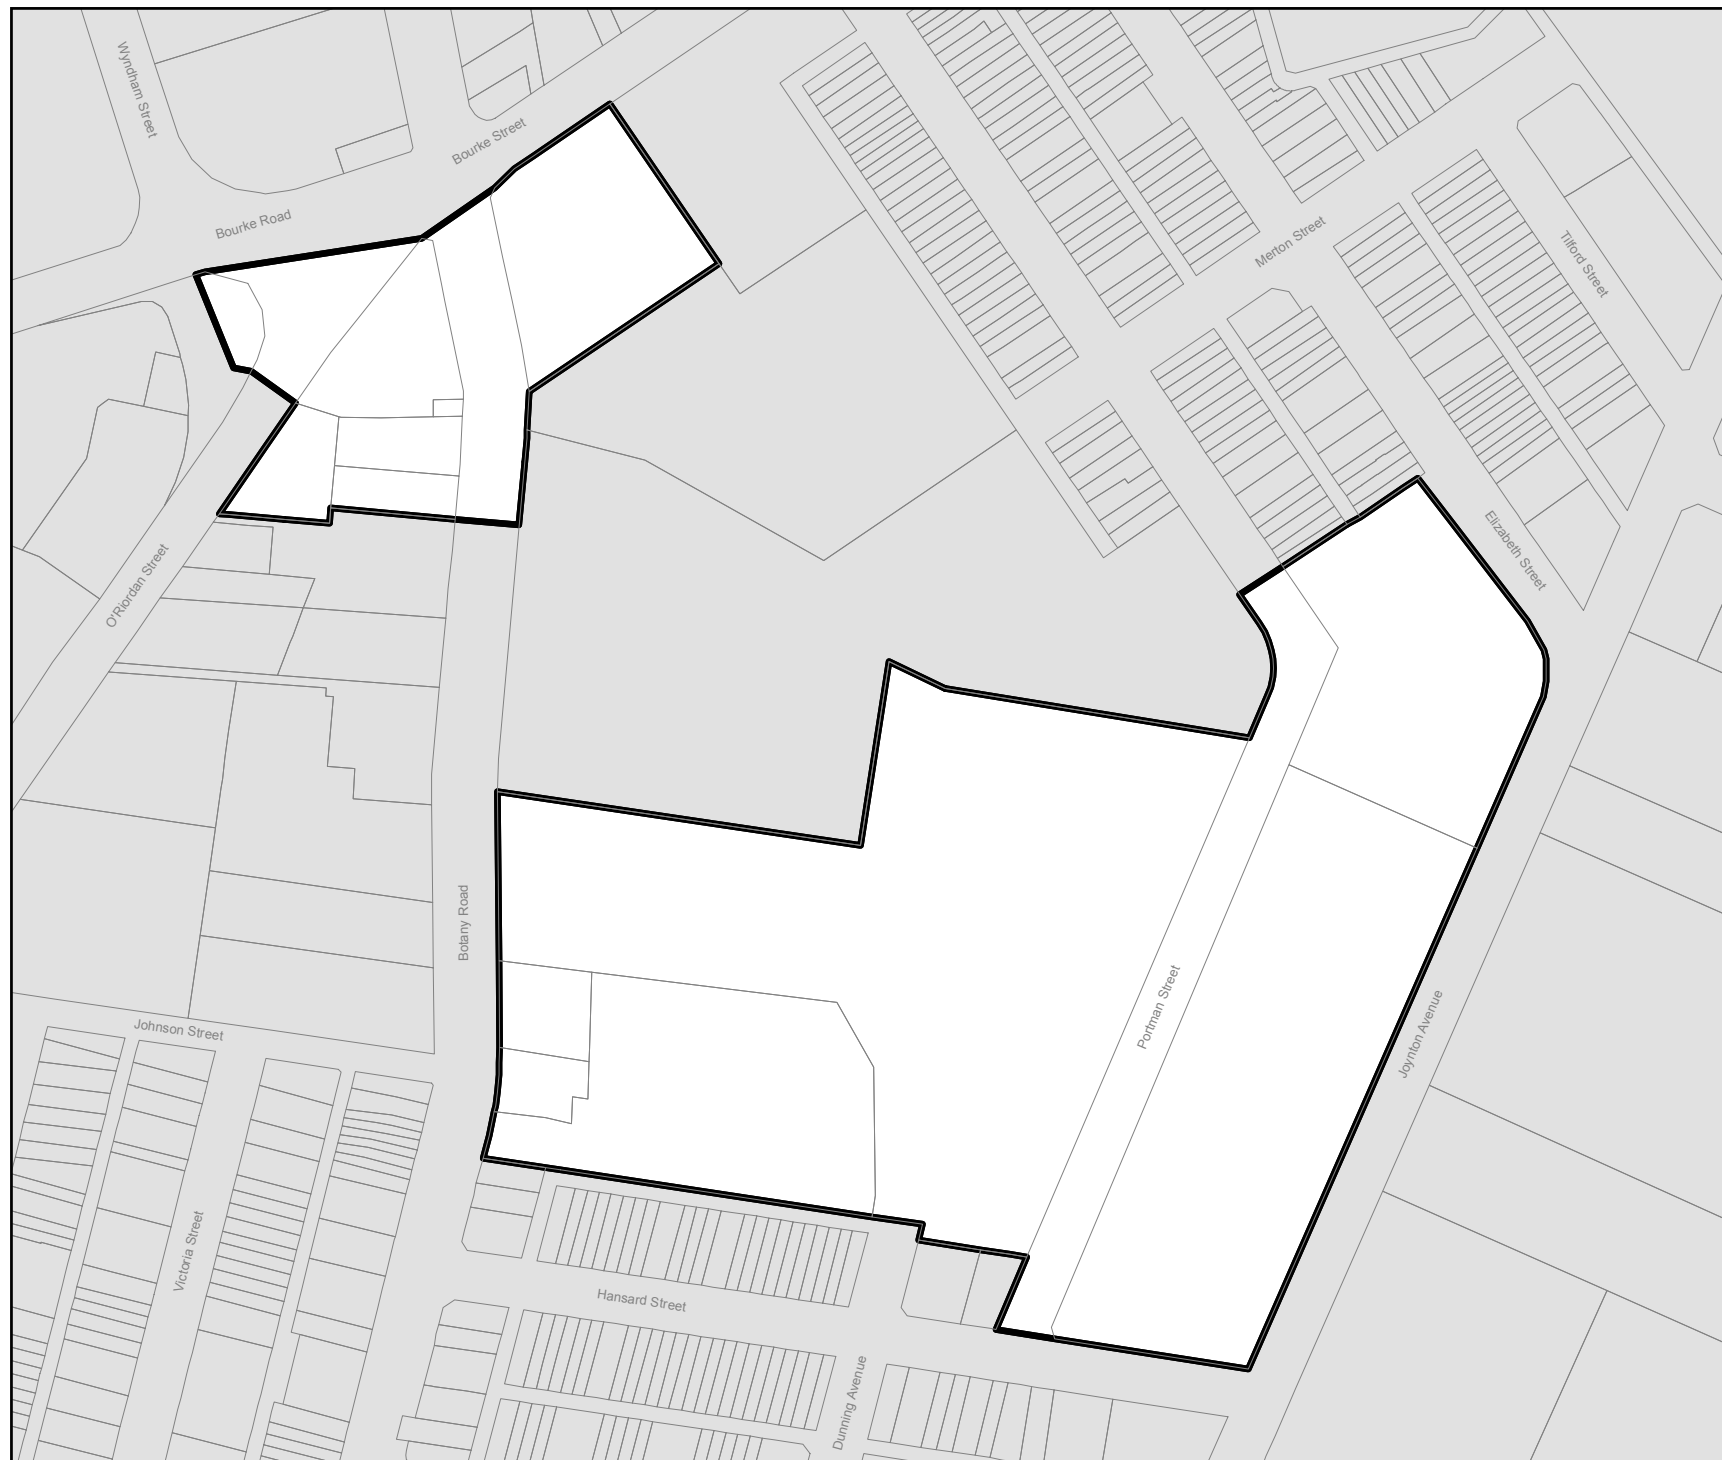 Wyndham Street
Bourke Street
Bourke Road
Merton Street
Tilford Street
Elizabeth Street
O'Riordan Street
Botany Road
Portman Street
Joynton Avenue
Johnson Street
Victoria Street
Hansard Street
Dunning Avenue